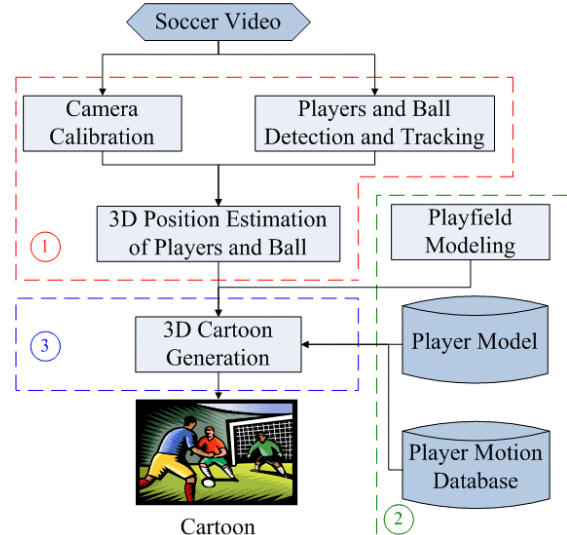 Soccer Video
Camera
Calibration
Players and Ball
Detection and Tracking
1
3D Position Estimation
of Players and Ball
Playfield
Modeling
3
3D Cartoon
Generation
Player Model
Player Motion
Database
2
Cartoon